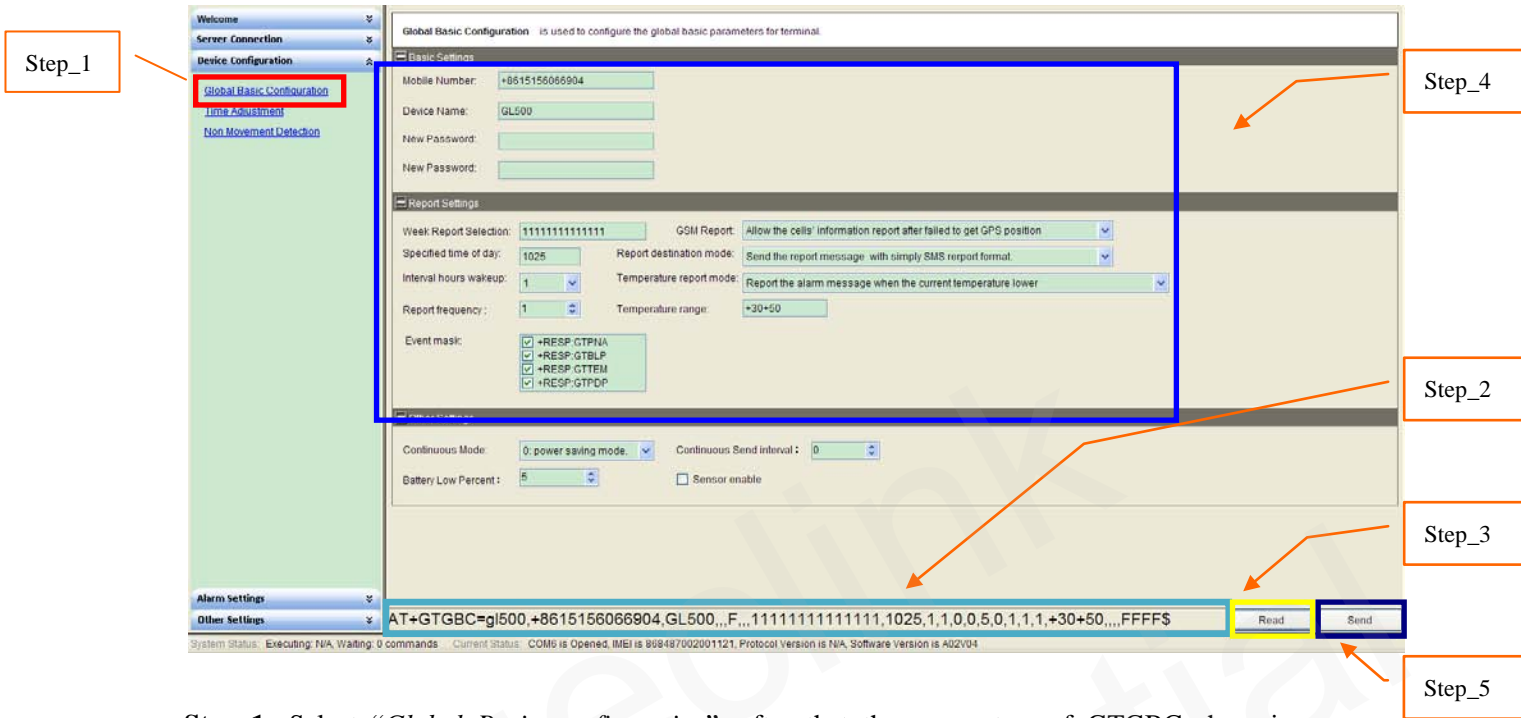 Welcome
Server Connection
Device Configuration
Global Basic Configuration
Time Adjustment
Non Movement Detection
Alarm Settings
Other Settings
Step_1
Global Basic Configuration is used to configure the global basic parameters for terminal.
Basic Settings
Mobile Number: +8615156066904
Device Name: GL500
New Password:
New Password:
Report Settings
Week Report Selection: 11111111111111 GSM Report: Allow the cells' information report after failed to get GPS position
Specified time of day: 1025 Report destination mode: Send the report message with simply SMS rerport format.
Interval hours wakeup: 1 Temperature report mode: Report the alarm message when the current temperature lower
Report frequency : 1 Temperature range: +30+50
Event mask: +RESP:GTPNA
+RESP:GTBLP
+RESP:GTTEM
+RESP:GTPDP
Other Settings
Continuous Mode: 0: power saving mode. Continuous Send interval : 0
Battery Low Percent : 5 Sensor enable
AT+GTGBC=gl500,+8615156066904,GL500,,,F,,,11111111111111,1025,1,1,0,0,5,0,1,1,1,+30+50,,,,FFFF$
Read
Send
System Status: Executing: N/A, Waiting: 0 commands Current Status: COM6 is Opened, IMEI is 868487002001121, Protocol Version is N/A, Software Version is A02V04
Step_4
Step_2
Step_3
Step_5